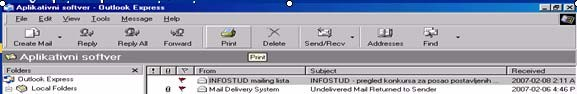 Aplikativni softver - Outlook Express
File Edit View Tools Message Help
Create Mail Reply Reply All Forward Print Delete Send/Recv Addresses Find
Aplikativni softver
Print
Folders ! From Subject Received
Outlook Express INFOSTUD mailing lista INFOSTUD - pregled konkursa za posao postavljenih ... 2007-02-08 2:11 A
Local Folders Mail Delivery System Undelivered Mail Returned to Sender 2007-02-06 4:46 P